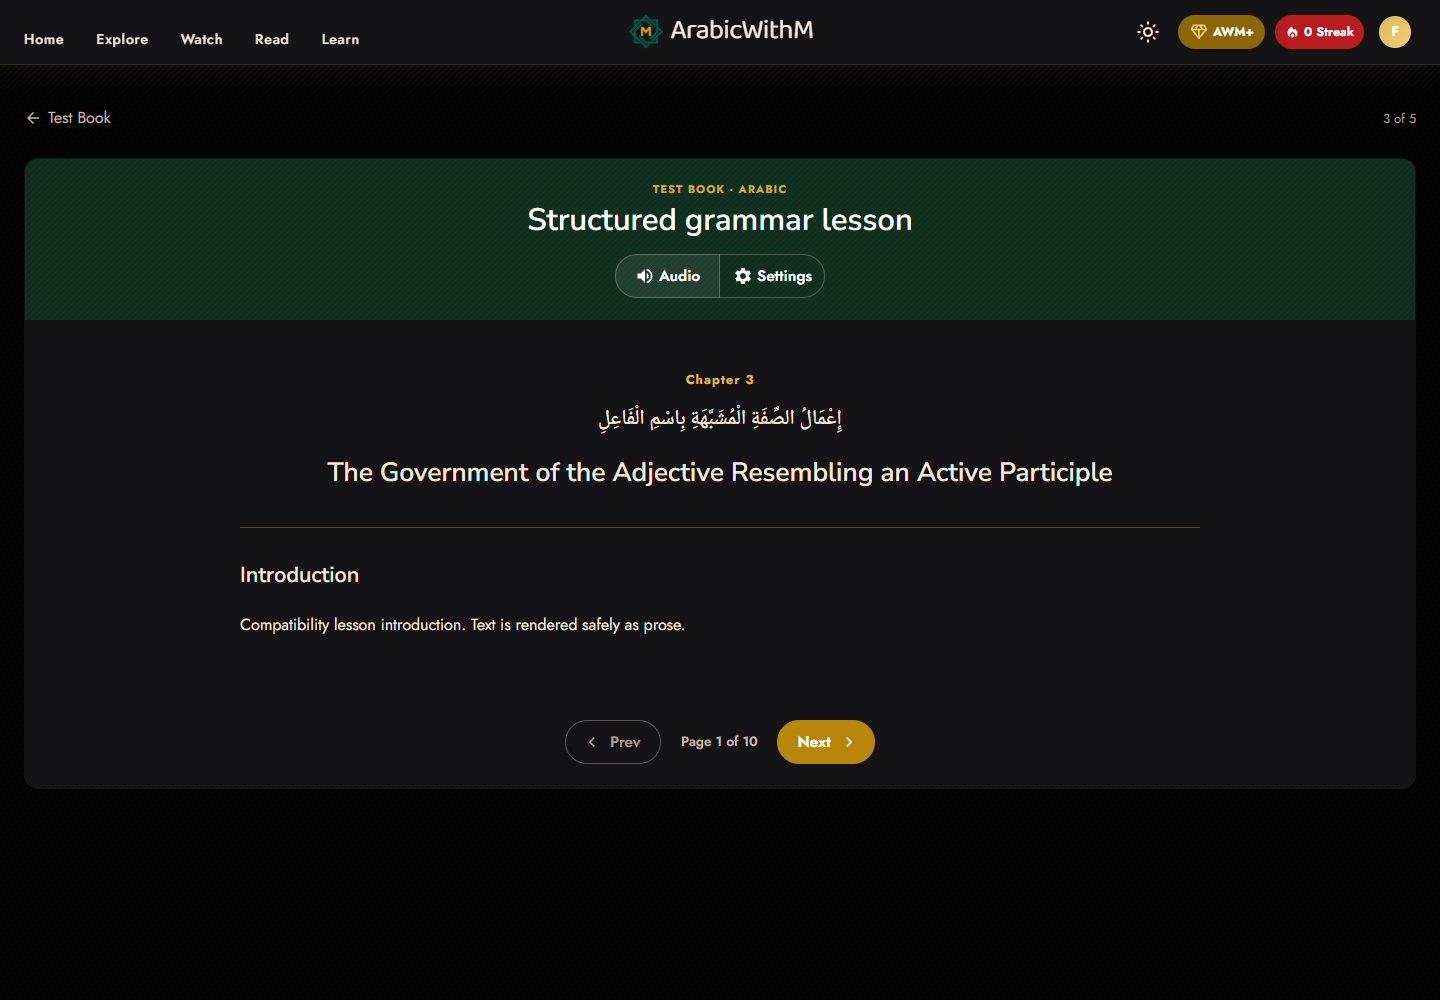 Home Explore Watch Read Learn
M ArabicWithM
AWM+ 0 Streak F
Test Book
3 of 5
TEST BOOK · ARABIC
Structured grammar lesson
Audio Settings
Chapter 3
إِعْمَالُ الصِّفَةِ الْمُشَبَّهَةِ بِاسْمِ الْفَاعِلِ
The Government of the Adjective Resembling an Active Participle
Introduction
Compatibility lesson introduction. Text is rendered safely as prose.
Prev Page 1 of 10 Next